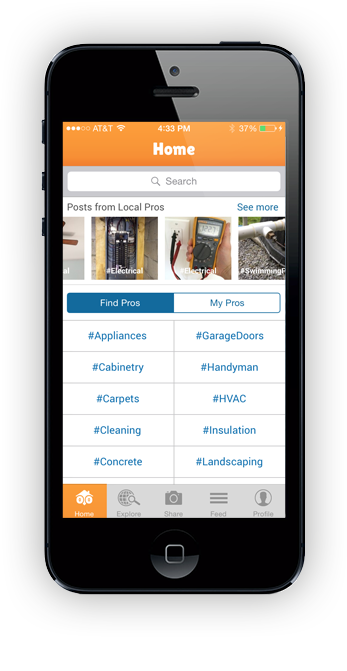 AT&T 4:33 PM 37%
Home
Search
Posts from Local Pros See more
al #Electrical #Electrical #SwimmingP
Find Pros My Pros
#Appliances #GarageDoors
#Cabinetry #Handyman
#Carpets #HVAC
#Cleaning #Insulation
#Concrete #Landscaping
Home Explore Share Feed Profile